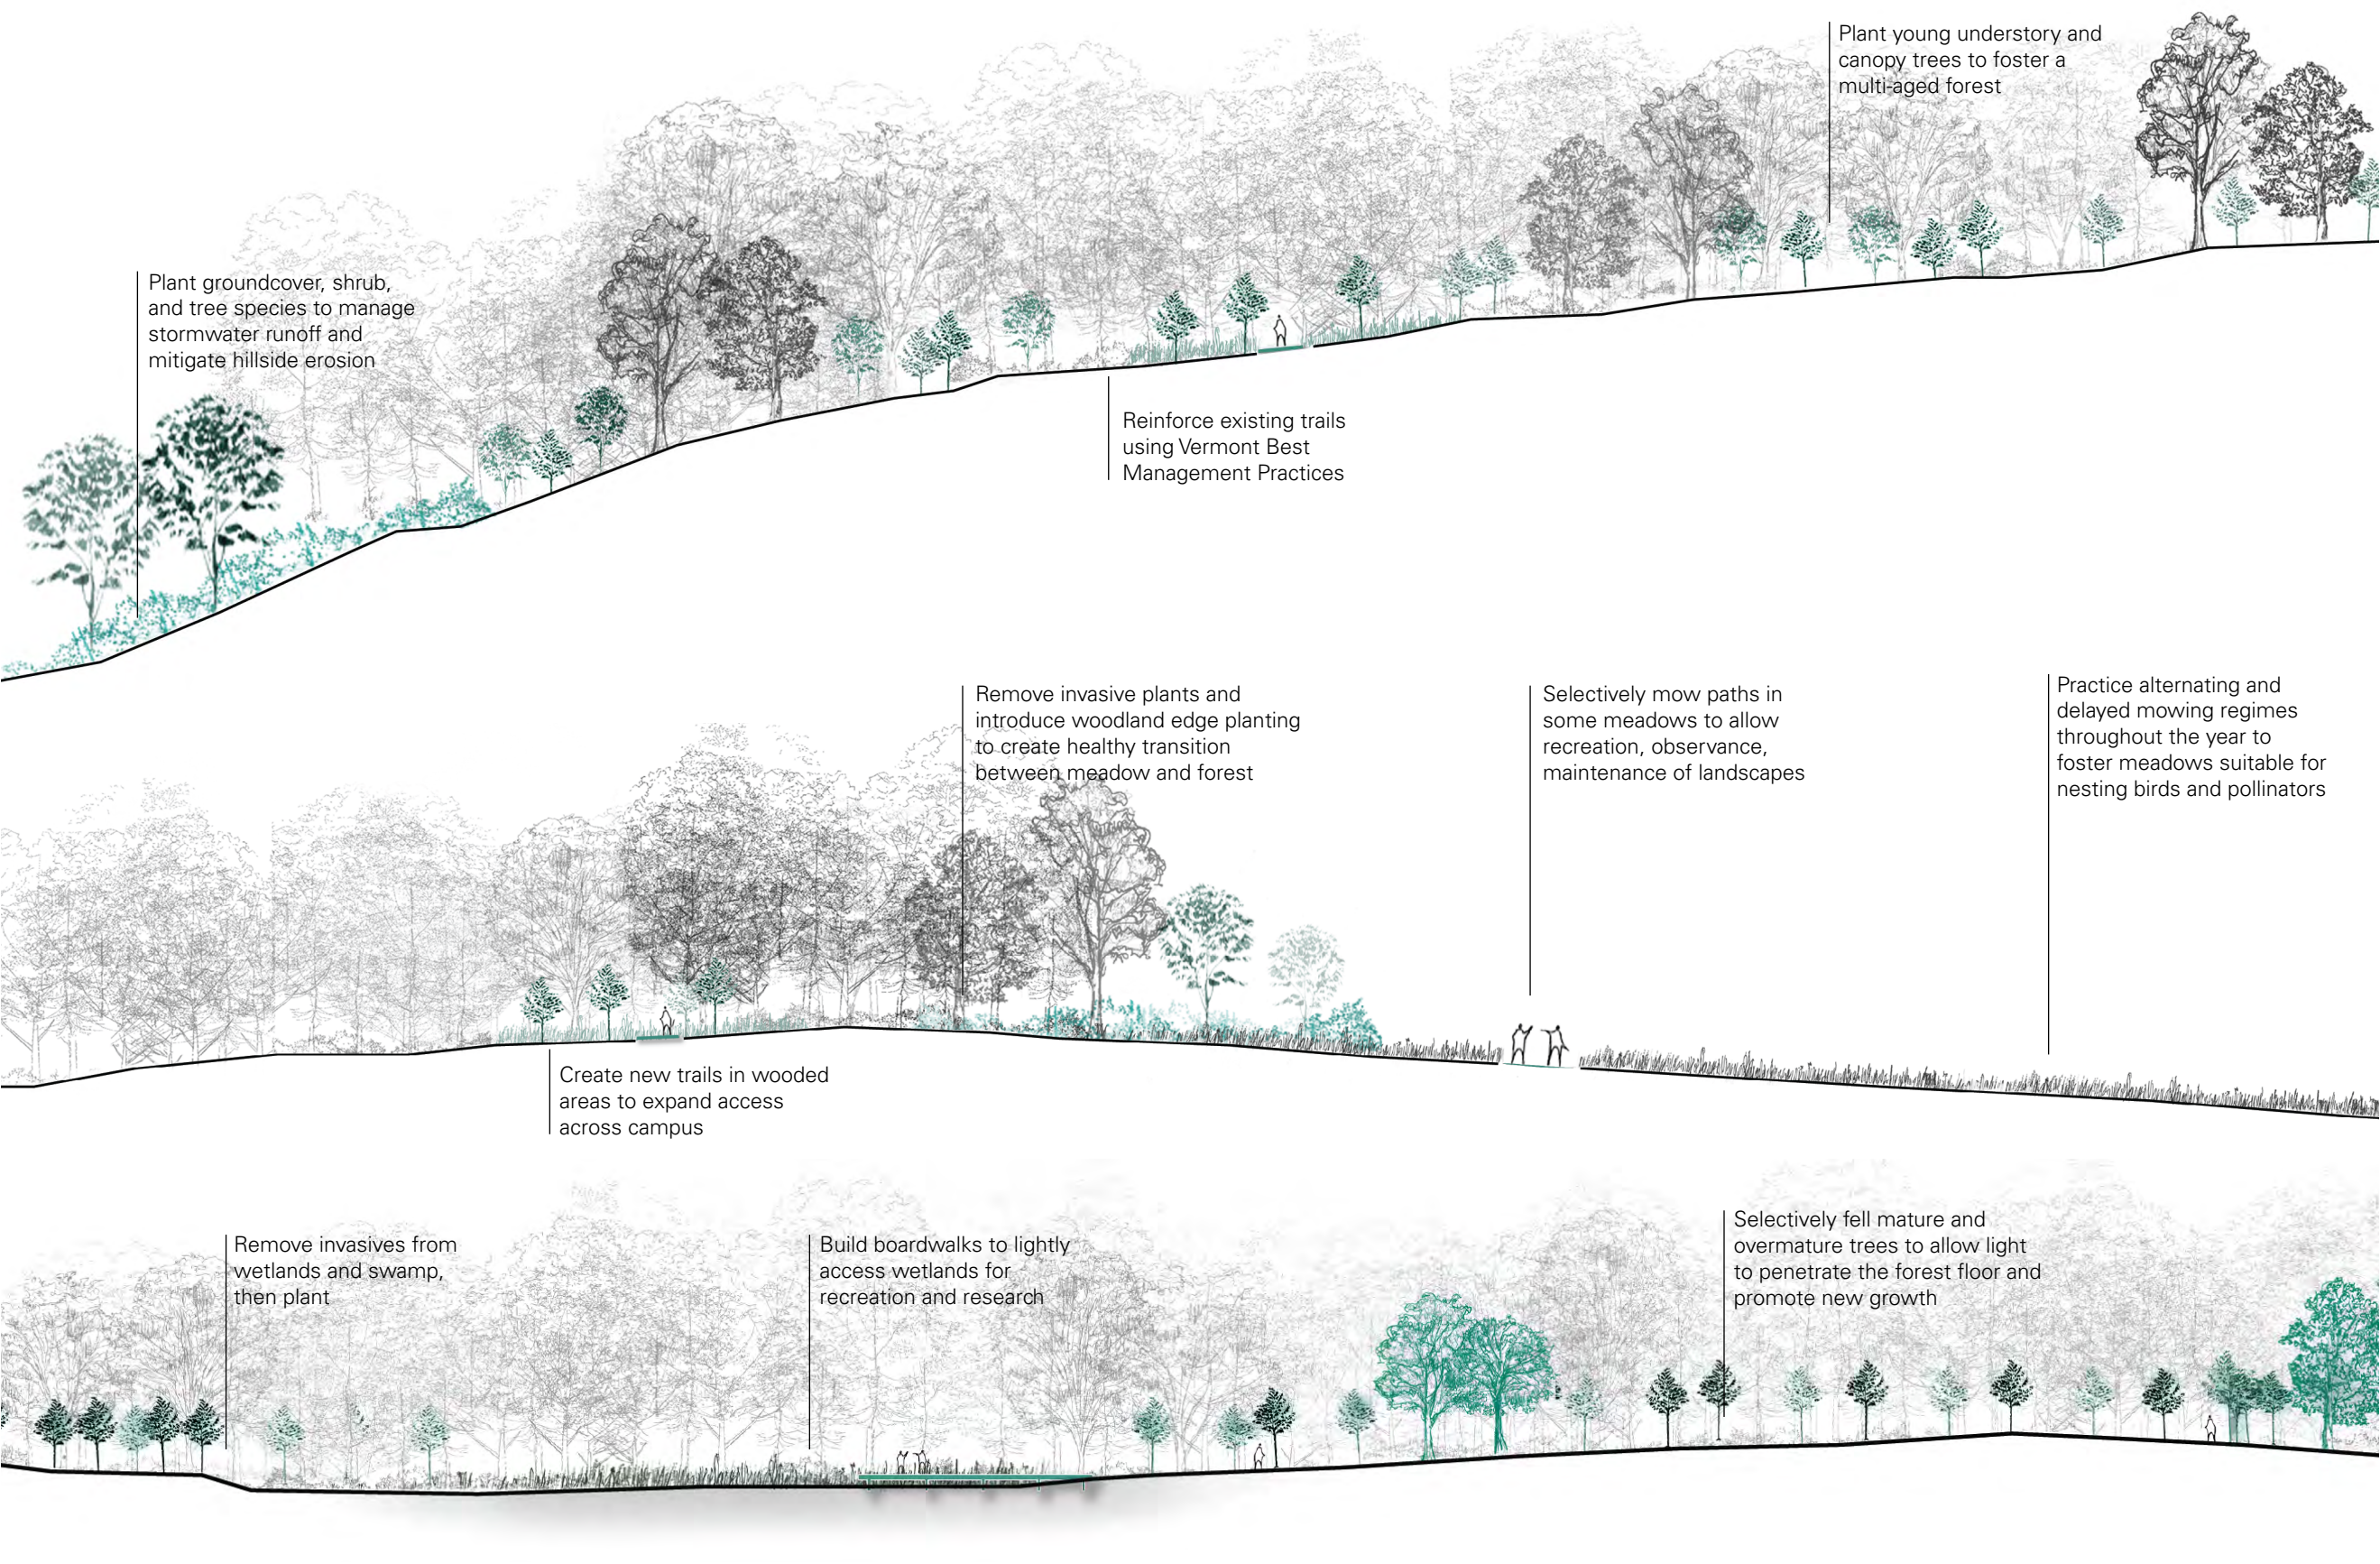 Plant young understory and
canopy trees to foster a
multi-aged forest
Plant groundcover, shrub,
and tree species to manage
stormwater runoff and
mitigate hillside erosion
Reinforce existing trails
using Vermont Best
Management Practices
Remove invasive plants and
introduce woodland edge planting
to create healthy transition
between meadow and forest
Selectively mow paths in
some meadows to allow
recreation, observance,
maintenance of landscapes
Practice alternating and
delayed mowing regimes
throughout the year to
foster meadows suitable for
nesting birds and pollinators
Create new trails in wooded
areas to expand access
across campus
Remove invasives from
wetlands and swamp,
then plant
Build boardwalks to lightly
access wetlands for
recreation and research
Selectively fell mature and
overmature trees to allow light
to penetrate the forest floor and
promote new growth